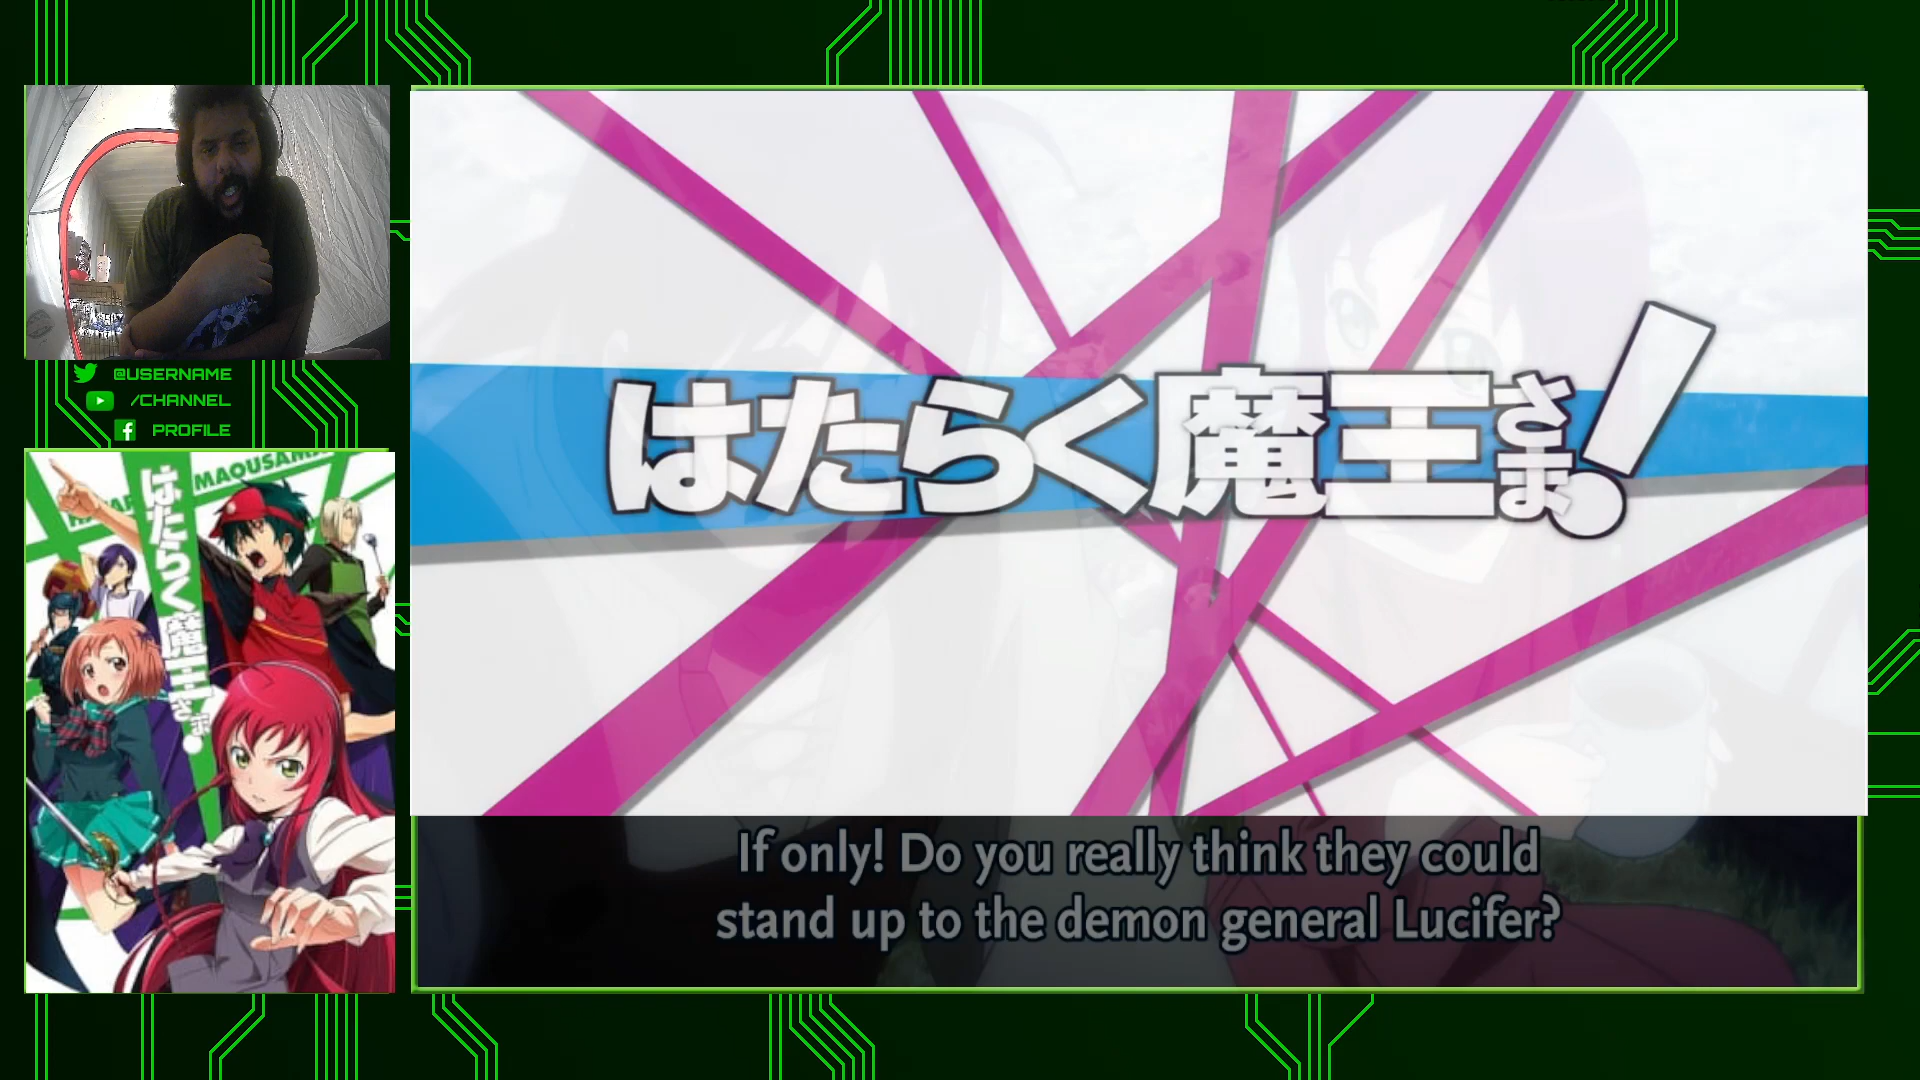 @USERNAME
/CHANNEL
PROFILE
MAOUSAMA
はたらく魔王さま!
はたらく魔王さま!
If only! Do you really think they could
stand up to the demon general Lucifer?